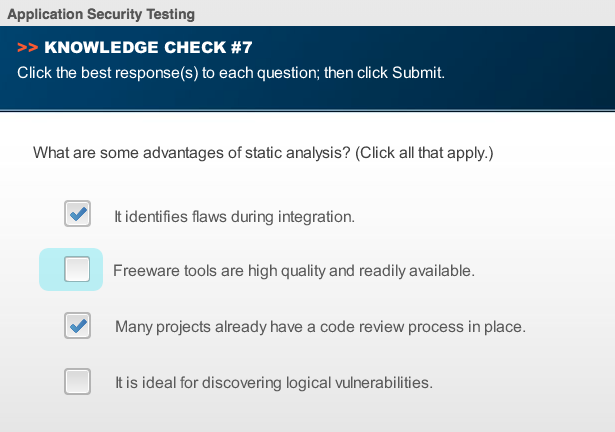 Application Security Testing
>> KNOWLEDGE CHECK #7
Click the best response(s) to each question; then click Submit.
What are some advantages of static analysis? (Click all that apply.)
It identifies flaws during integration.
Freeware tools are high quality and readily available.
Many projects already have a code review process in place.
It is ideal for discovering logical vulnerabilities.